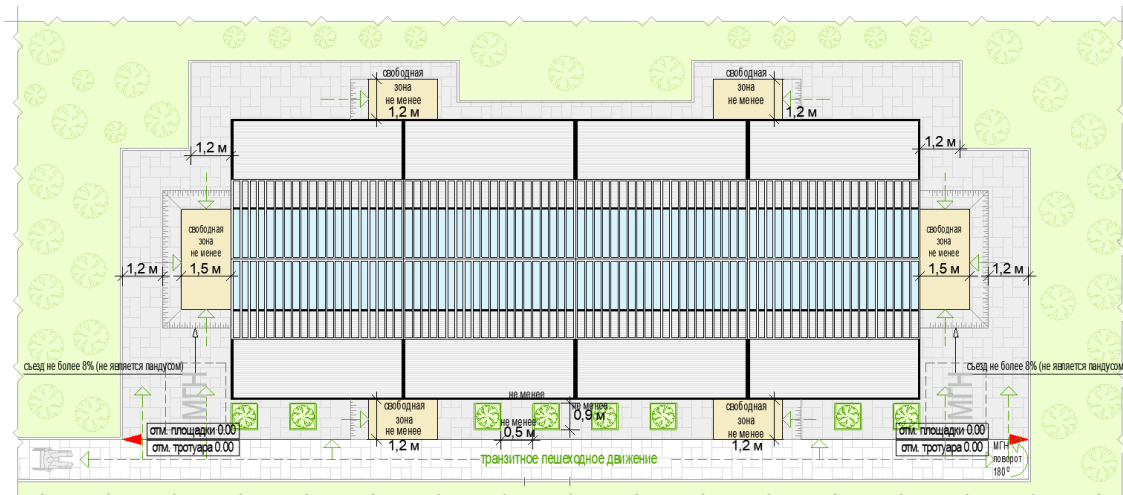 свободная
зона
не менее
1,2 м
свободная
зона
не менее
1,2 м
1,2 м
1,2 м
свободная
зона
не менее
1,2 м
1,5 м
свободная
зона
не менее
1,5 м
1,2 м
съезд не более 8% (не является пандусом)
съезд не более 8% (не является пандусом)
МГН
МГН
не менее
не менее
0,9 м
не менее
0,5 м
свободная
зона
не менее
1,2 м
свободная
зона
не менее
1,2 м
отм. площадки 0.00
отм. тротуара 0.00
отм. площадки 0.00
отм. тротуара 0.00
транзитное пешеходное движение
МГН
поворот
180°